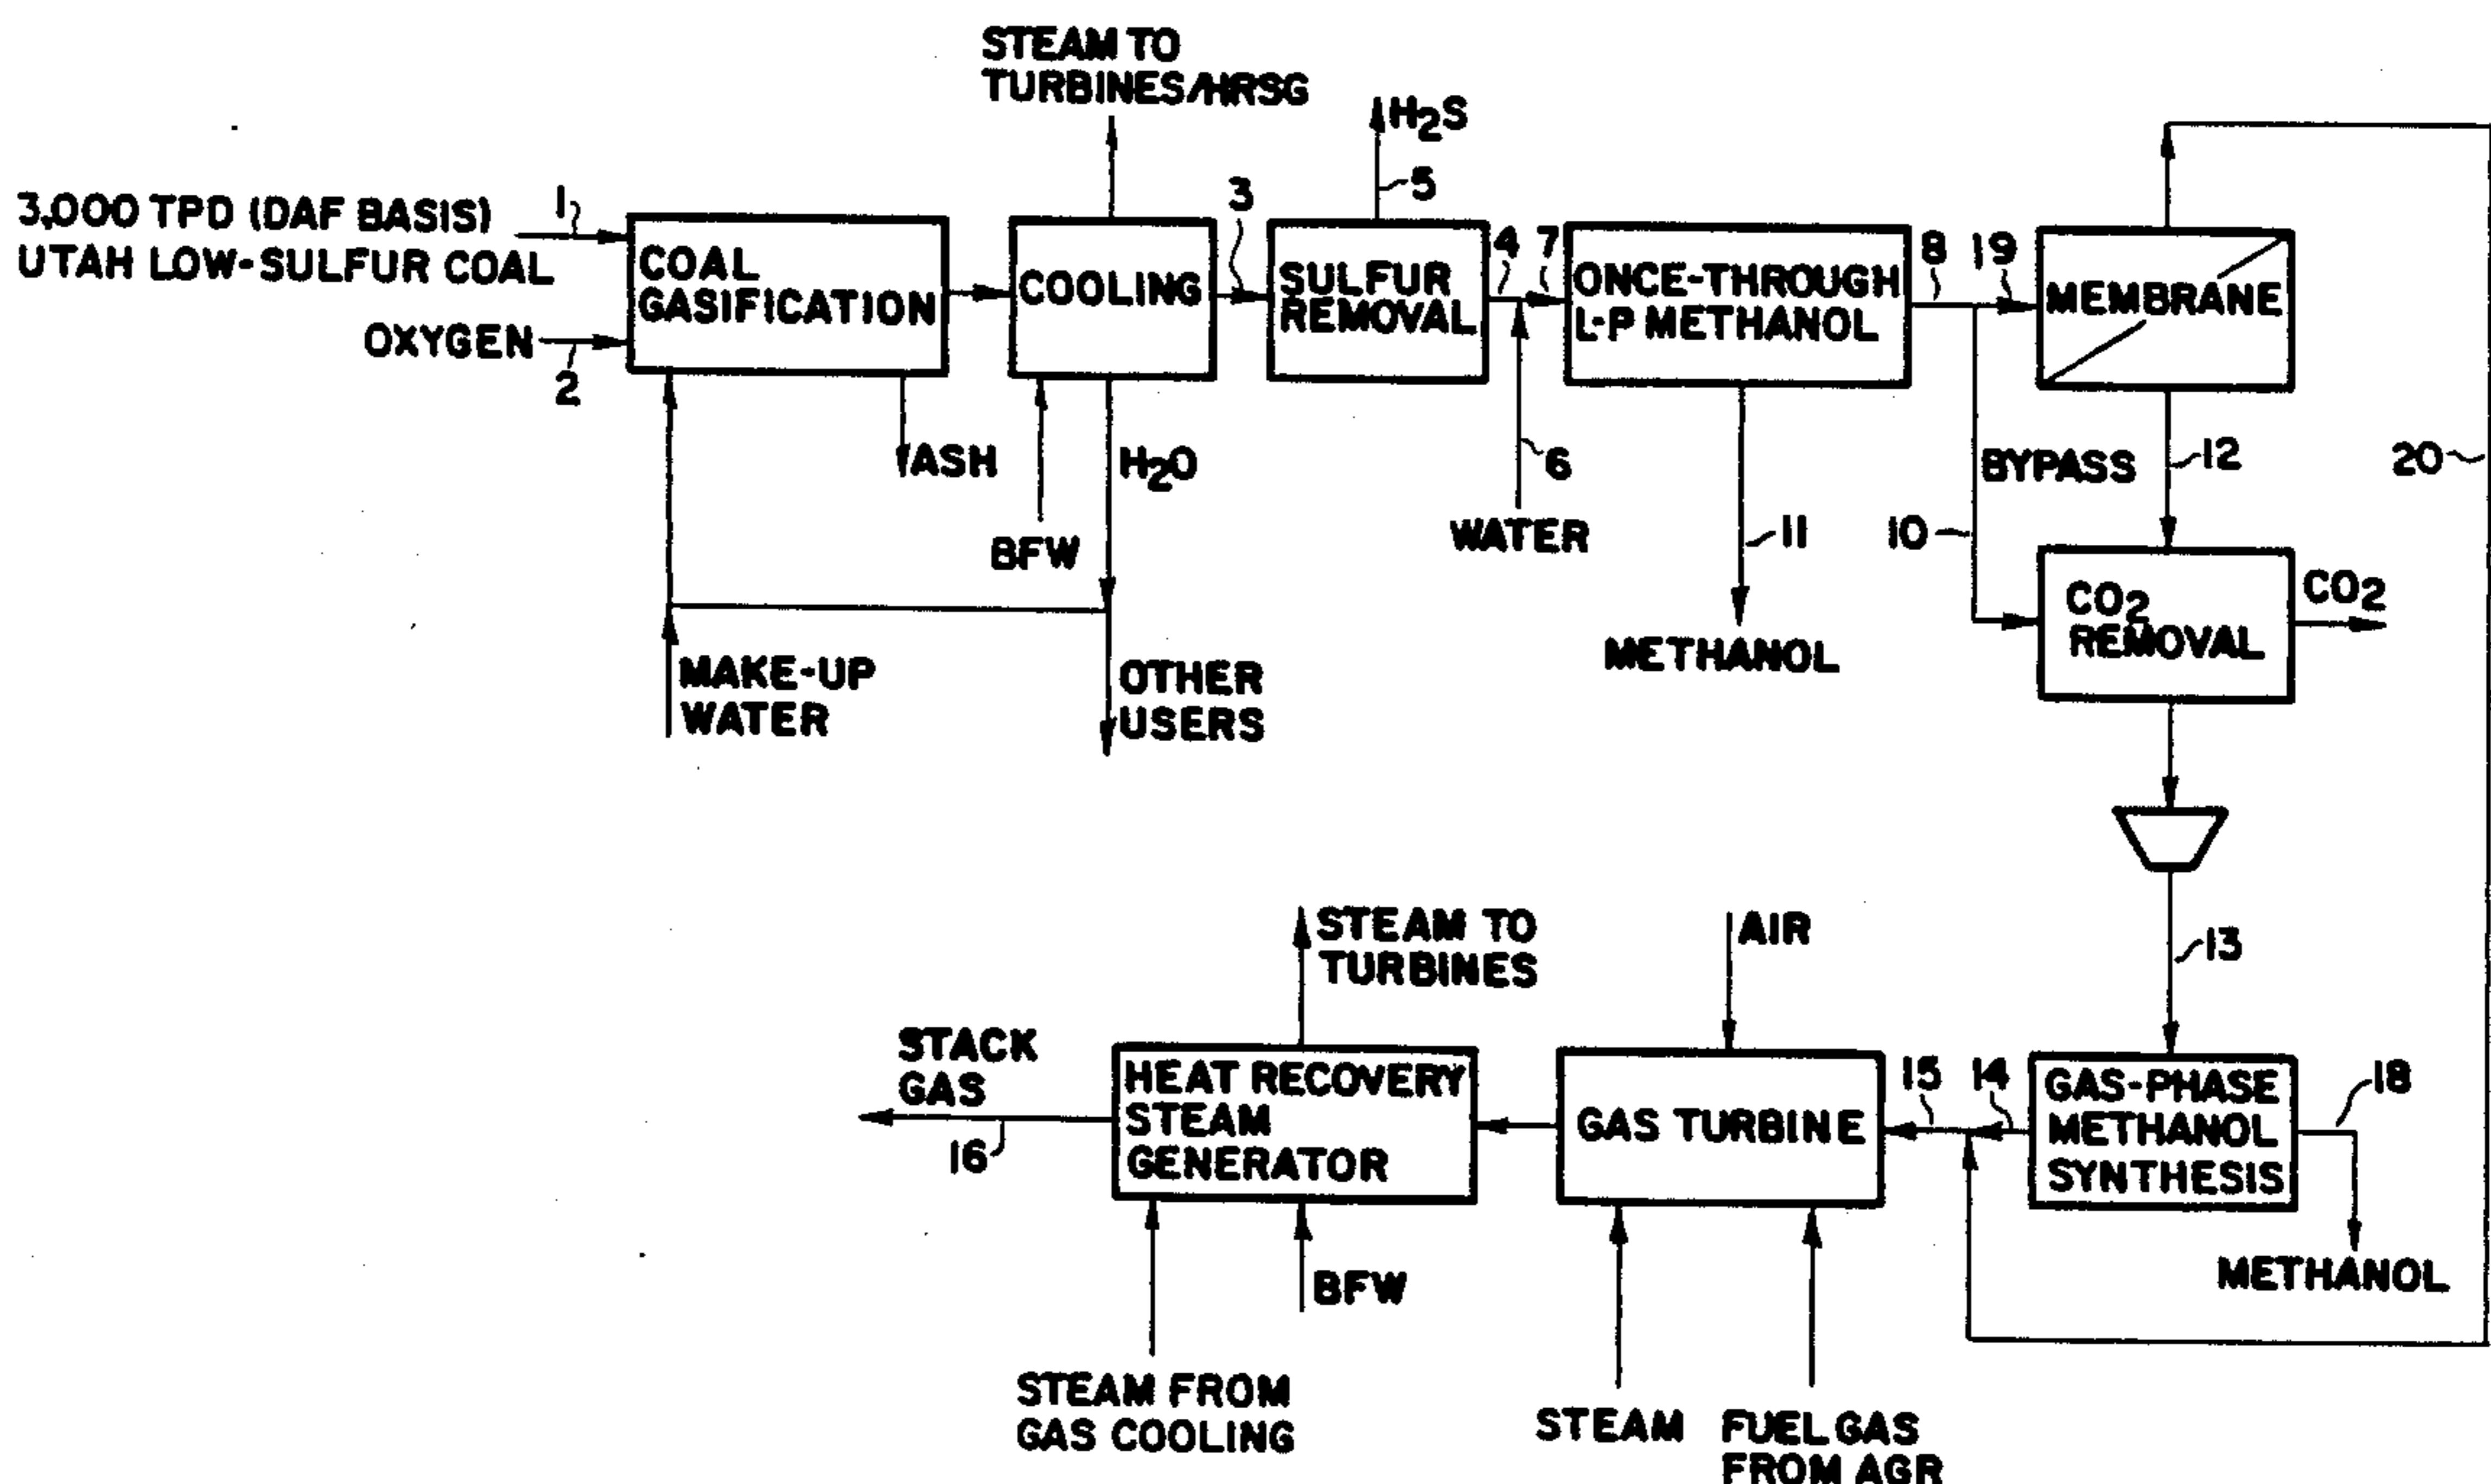 STEAM TO
TURBINES/HRSG
H2S
5
3,000 TPD (DAF BASIS)
UTAH LOW-SULFUR COAL
1
OXYGEN
2
COAL
GASIFICATION
COOLING
3
SULFUR
REMOVAL
4
7
ONCE-THROUGH
L-P METHANOL
8
19
MEMBRANE
ASH
BFW
H2O
6
WATER
11
METHANOL
BYPASS
10
12
20
CO2
REMOVAL
CO2
MAKE-UP
WATER
OTHER
USERS
13
STEAM TO
TURBINES
AIR
STACK
GAS
16
HEAT RECOVERY
STEAM
GENERATOR
GAS TURBINE
15
14
GAS-PHASE
METHANOL
SYNTHESIS
18
METHANOL
BFW
STEAM FROM
GAS COOLING
STEAM
FUEL GAS
FROM AGR